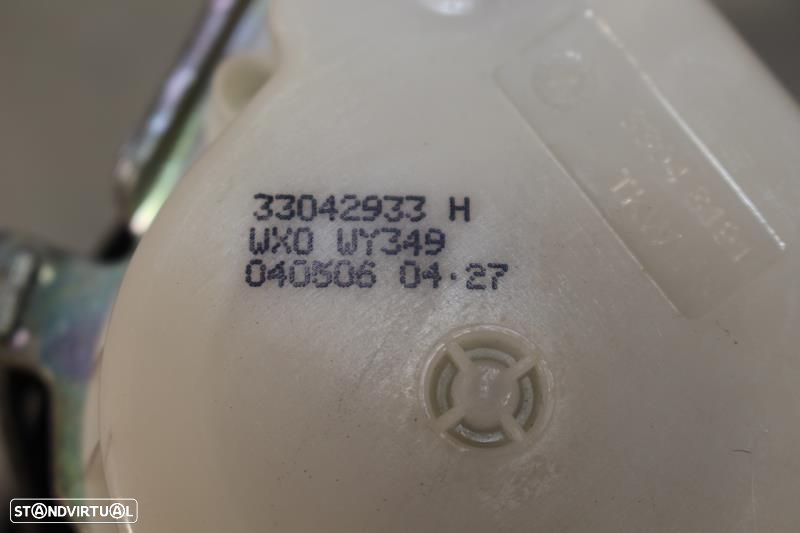 33042933 H
WXO WY349
040506 04·27
STANDVIRTUAL